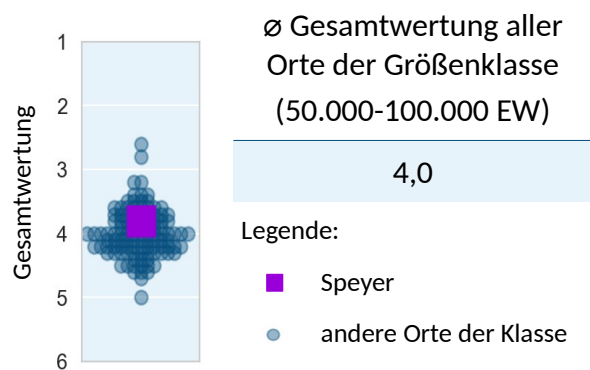 ø Gesamtwertung aller
Orte der Größenklasse
(50.000-100.000 EW)
4,0
Legende:
Speyer
andere Orte der Klasse
Gesamtwertung
1
2
3
4
5
6